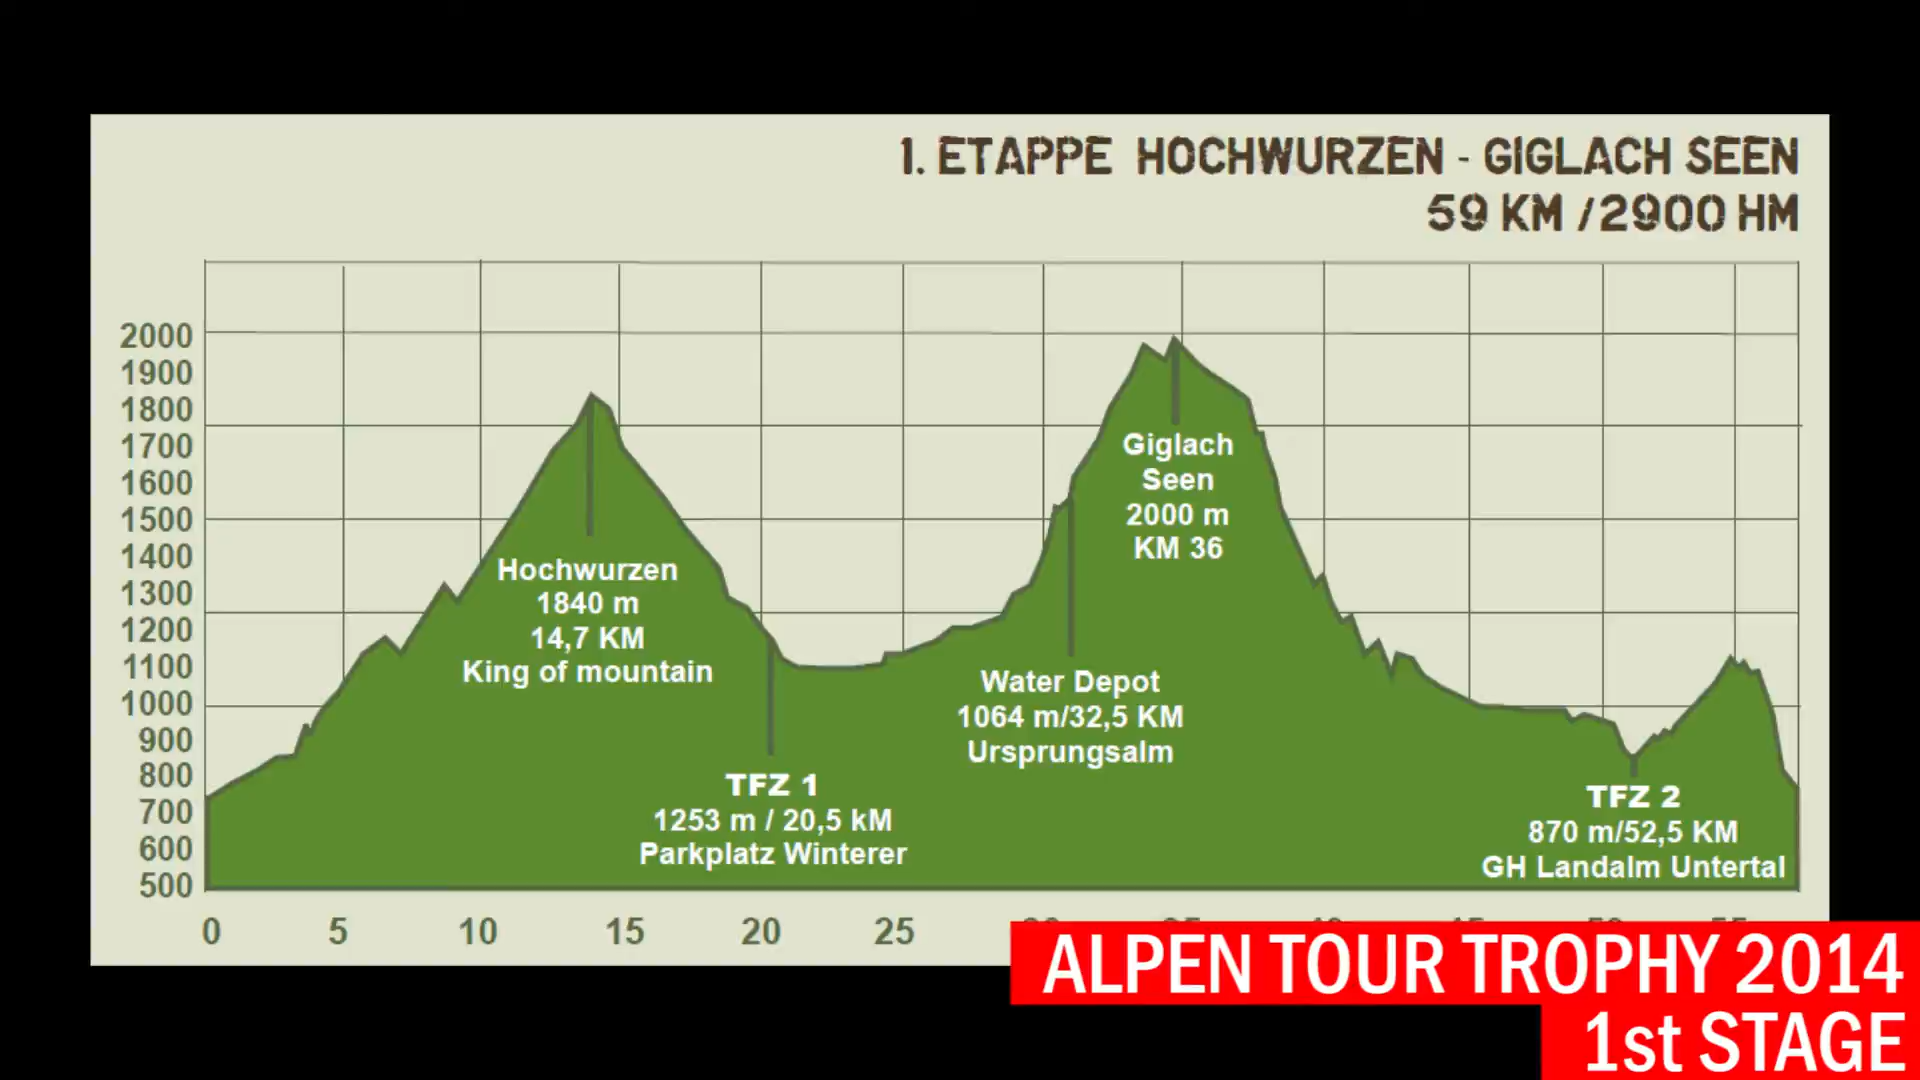 1. ETAPPE HOCHWURZEN - GIGLACH SEEN
59 KM /2900 HM
2000
1900
1800
1700
1600
1500
1400
1300
1200
1100
1000
900
800
700
600
500
Hochwurzen
1840 m
14,7 KM
King of mountain
TFZ 1
1253 m / 20,5 kM
Parkplatz Winterer
Giglach
Seen
2000 m
KM 36
Water Depot
1064 m/32,5 KM
Ursprungsalm
TFZ 2
870 m/52,5 KM
GH Landalm Untertal
0 5 10 15 20 25
ALPEN TOUR TROPHY 2014
1st STAGE